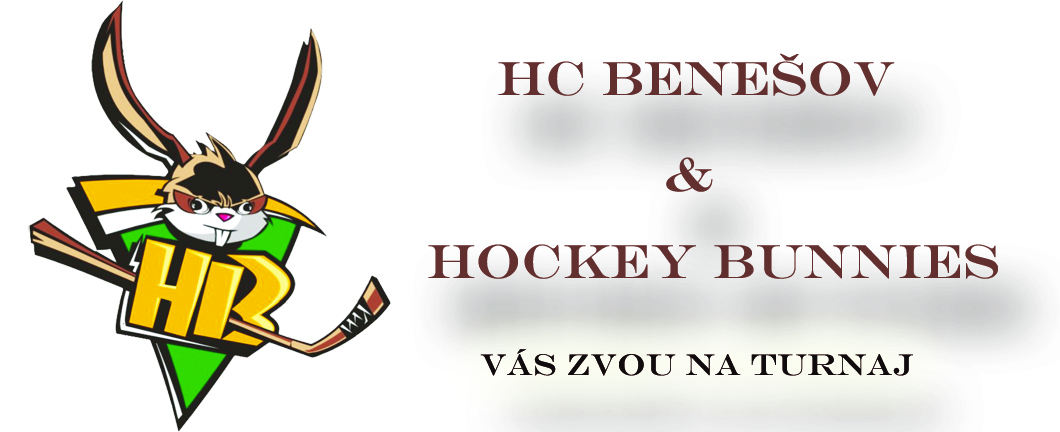 HB
HC BENEŠOV
&
HOCKEY BUNNIES
VÁS ZVOU NA TURNAJ